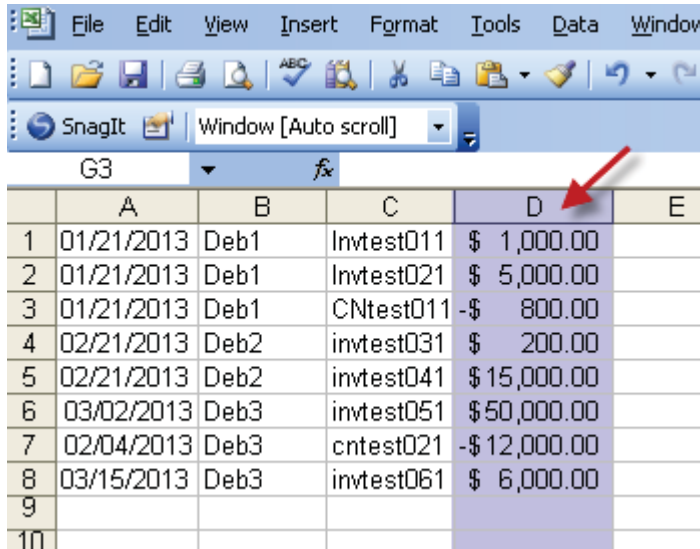 File Edit View Insert Format Tools Data Window
ABC
SnagIt Window [Auto scroll]
G3 fx
A B C D E
1 01/21/2013 Deb1 Invtest011 $ 1,000.00
2 01/21/2013 Deb1 Invtest021 $ 5,000.00
3 01/21/2013 Deb1 CNtest011 -$ 800.00
4 02/21/2013 Deb2 invtest031 $ 200.00
5 02/21/2013 Deb2 invtest041 $15,000.00
6 03/02/2013 Deb3 invtest051 $50,000.00
7 02/04/2013 Deb3 cntest021 -$12,000.00
8 03/15/2013 Deb3 invtest061 $ 6,000.00
9
10